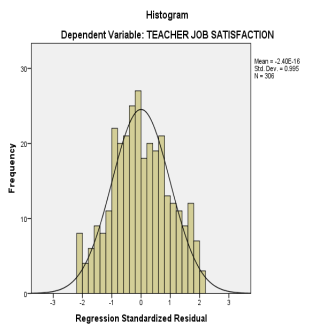 Histogram
Dependent Variable: TEACHER JOB SATISFACTION
Mean = -2.40E-16
Std. Dev. = 0.995
N = 306
Frequency
30
20
10
0
-3 -2 -1 0 1 2 3
Regression Standardized Residual